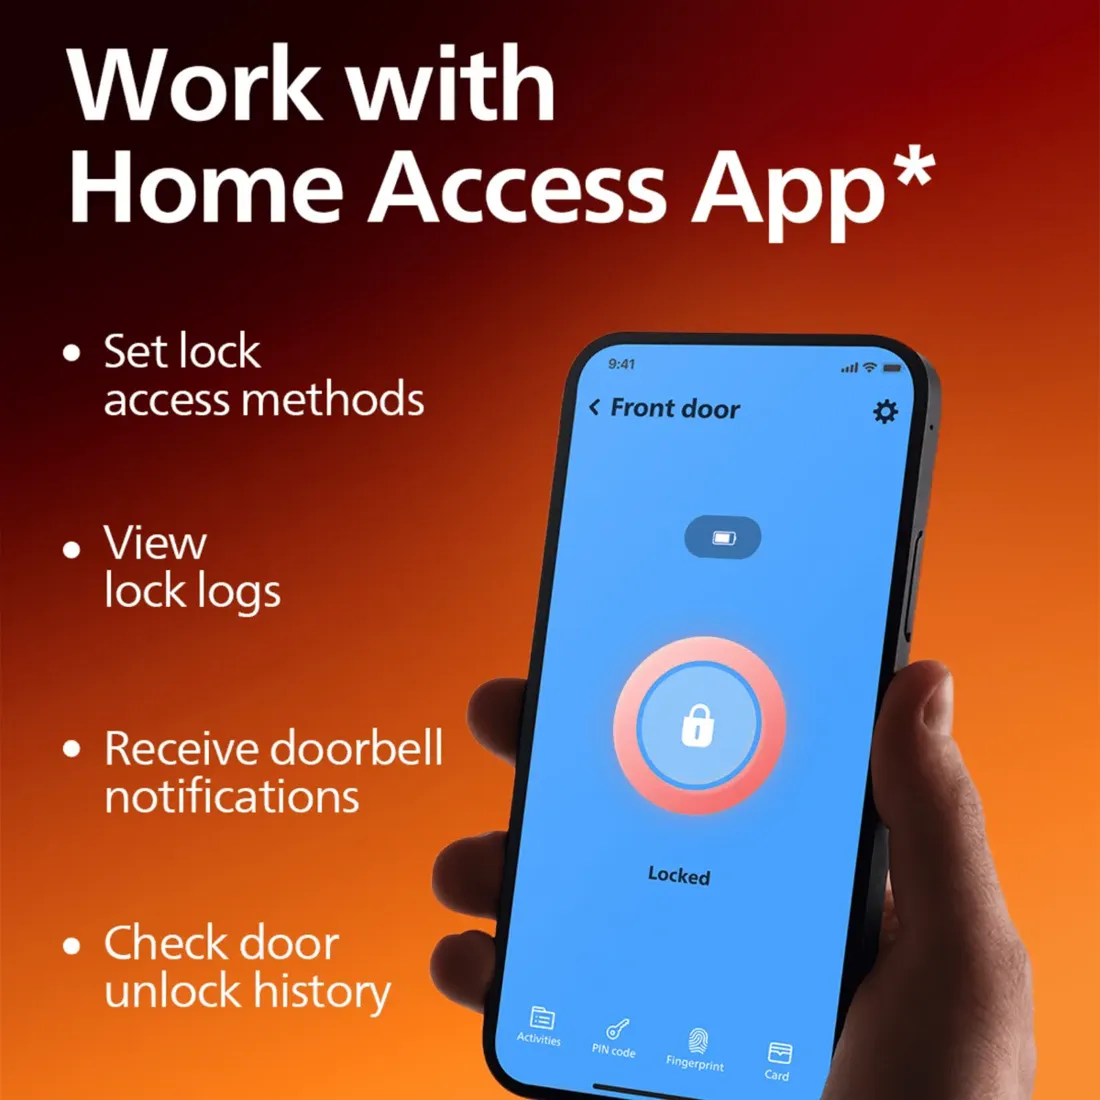 Work with
Home Access App*
• Set lock
access methods
• View
lock logs
• Receive doorbell
notifications
• Check door
unlock history
9:41
Front door
Locked
Activities
PIN code
Fingerprint
Card